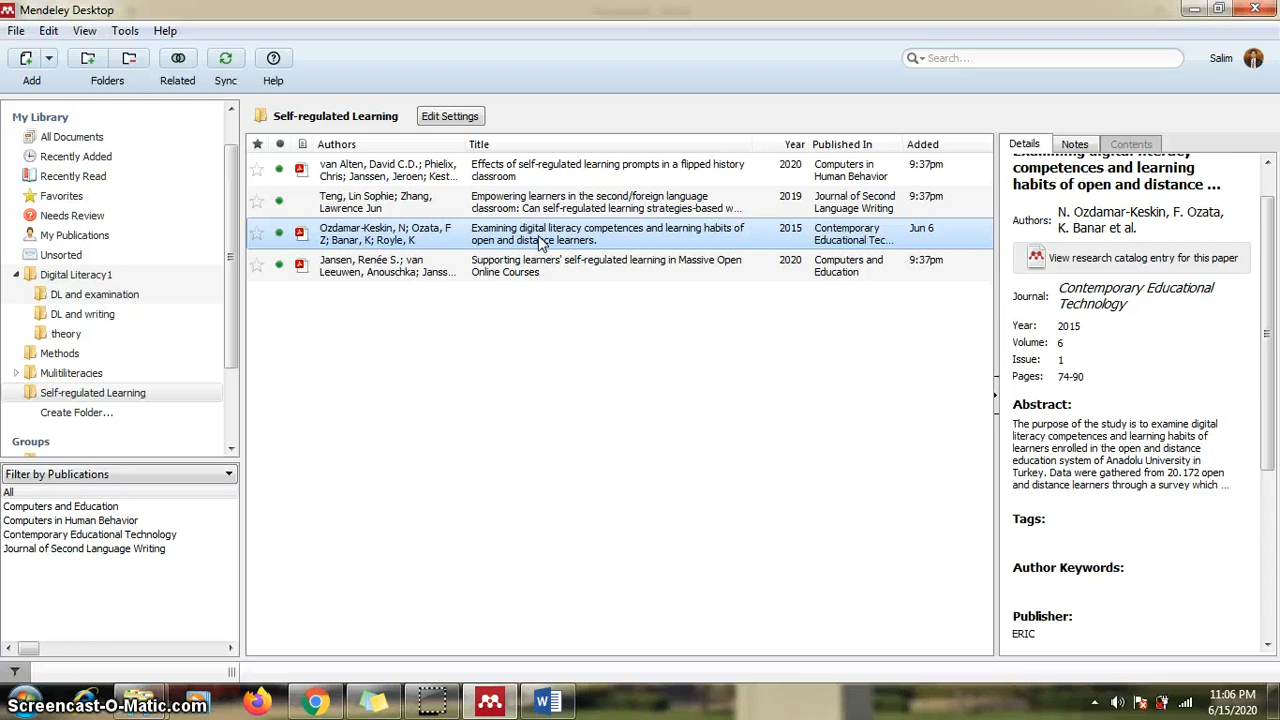 Mendeley Desktop
File Edit View Tools Help
Search...
Salim
Add Folders Related Sync Help
My Library
All Documents
Recently Added
Recently Read
Favorites
Needs Review
My Publications
Unsorted
Digital Literacy1
DL and examination
DL and writing
theory
Methods
Multiliteracies
Self-regulated Learning
Create Folder...
Groups
Filter by Publications
All
Computers and Education
Computers in Human Behavior
Contemporary Educational Technology
Journal of Second Language Writing
Self-regulated Learning Edit Settings
Authors Title Year Published In Added
van Alten, David C.D.; Phielix, Effects of self-regulated learning prompts in a flipped history 2020 Computers in 9:37pm
Chris; Janssen, Jeroen; Kest... classroom Human Behavior
Teng, Lin Sophie; Zhang, Empowering learners in the second/foreign language 2019 Journal of Second 9:37pm
Lawrence Jun classroom: Can self-regulated learning strategies-based w... Language Writing
Ozdamar-Keskin, N; Ozata, F Examining digital literacy competences and learning habits of 2015 Contemporary Jun 6
Z; Banar, K; Royle, K open and distance learners. Educational Tec...
Jansen, Renée S.; van Supporting learners' self-regulated learning in Massive Open 2020 Computers and 9:37pm
Leeuwen, Anouschka; Janss... Online Courses Education
Details Notes Contents
Examining digital literacy
competences and learning
habits of open and distance ...
Authors: N. Ozdamar-Keskin, F. Ozata,
K. Banar et al.
View research catalog entry for this paper
Journal: Contemporary Educational
Technology
Year: 2015
Volume: 6
Issue: 1
Pages: 74-90
Abstract:
The purpose of the study is to examine digital
literacy competences and learning habits of
learners enrolled in the open and distance
education system of Anadolu University in
Turkey. Data were gathered from 20.172 open
and distance learners through a survey which ...
Tags:
Author Keywords:
Publisher:
ERIC
Screencast-O-Matic.com
11:06 PM
6/15/2020